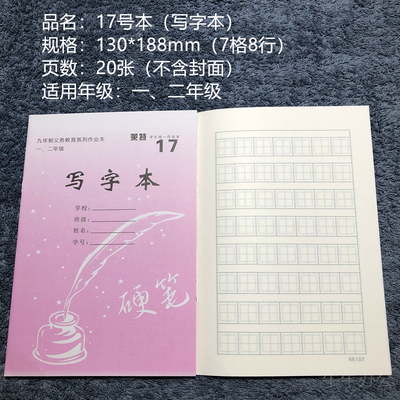 品名：17号本（写字本）
规格：130*188mm（7格8行）
页数：20张（不含封面）
适用年级：一、二年级
九年制义务教育系列作业本
一、二年级
莱特
17
写字本
学校：
班级：
姓名：
学号：
硬笔